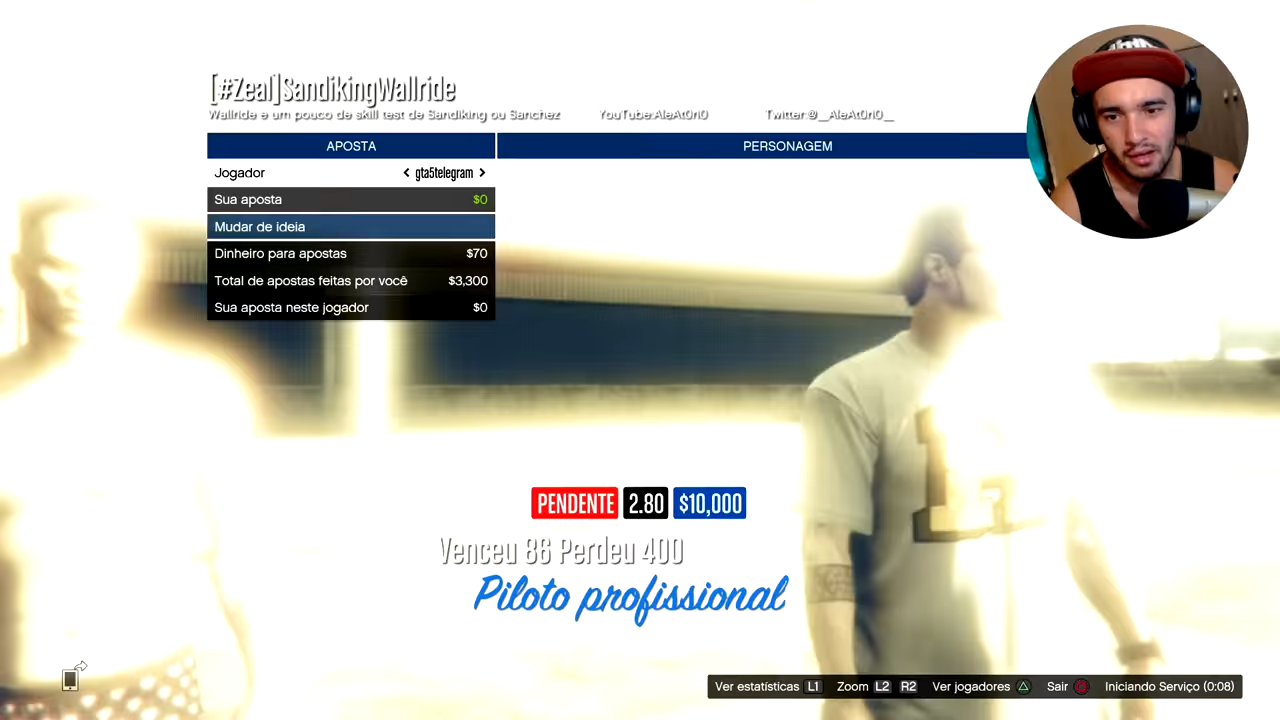 [#Zeal]SandikingWallride
Wallride e um pouco de skill test de Sandiking ou Sanchez YouTube:AleAt0ri0 Twitter:@__AleAt0ri0__
APOSTA PERSONAGEM
Jogador < gta5telegram >
Sua aposta $0
Mudar de ideia
Dinheiro para apostas $70
Total de apostas feitas por você $3,300
Sua aposta neste jogador $0
PENDENTE 2.80 $10,000
Venceu 86 Perdeu 400
Piloto profissional
Ver estatísticas L1 Zoom L2 R2 Ver jogadores Sair Iniciando Serviço (0:08)